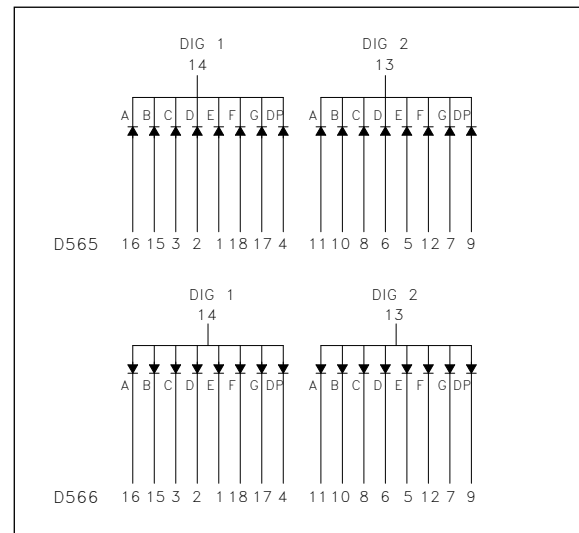 DIG 1 DIG 2
14 13
A B C D E F G DP A B C D E F G DP
D565 16 15 3 2 1 18 17 4 11 10 8 6 5 12 7 9
DIG 1 DIG 2
14 13
A B C D E F G DP A B C D E F G DP
D566 16 15 3 2 1 18 17 4 11 10 8 6 5 12 7 9